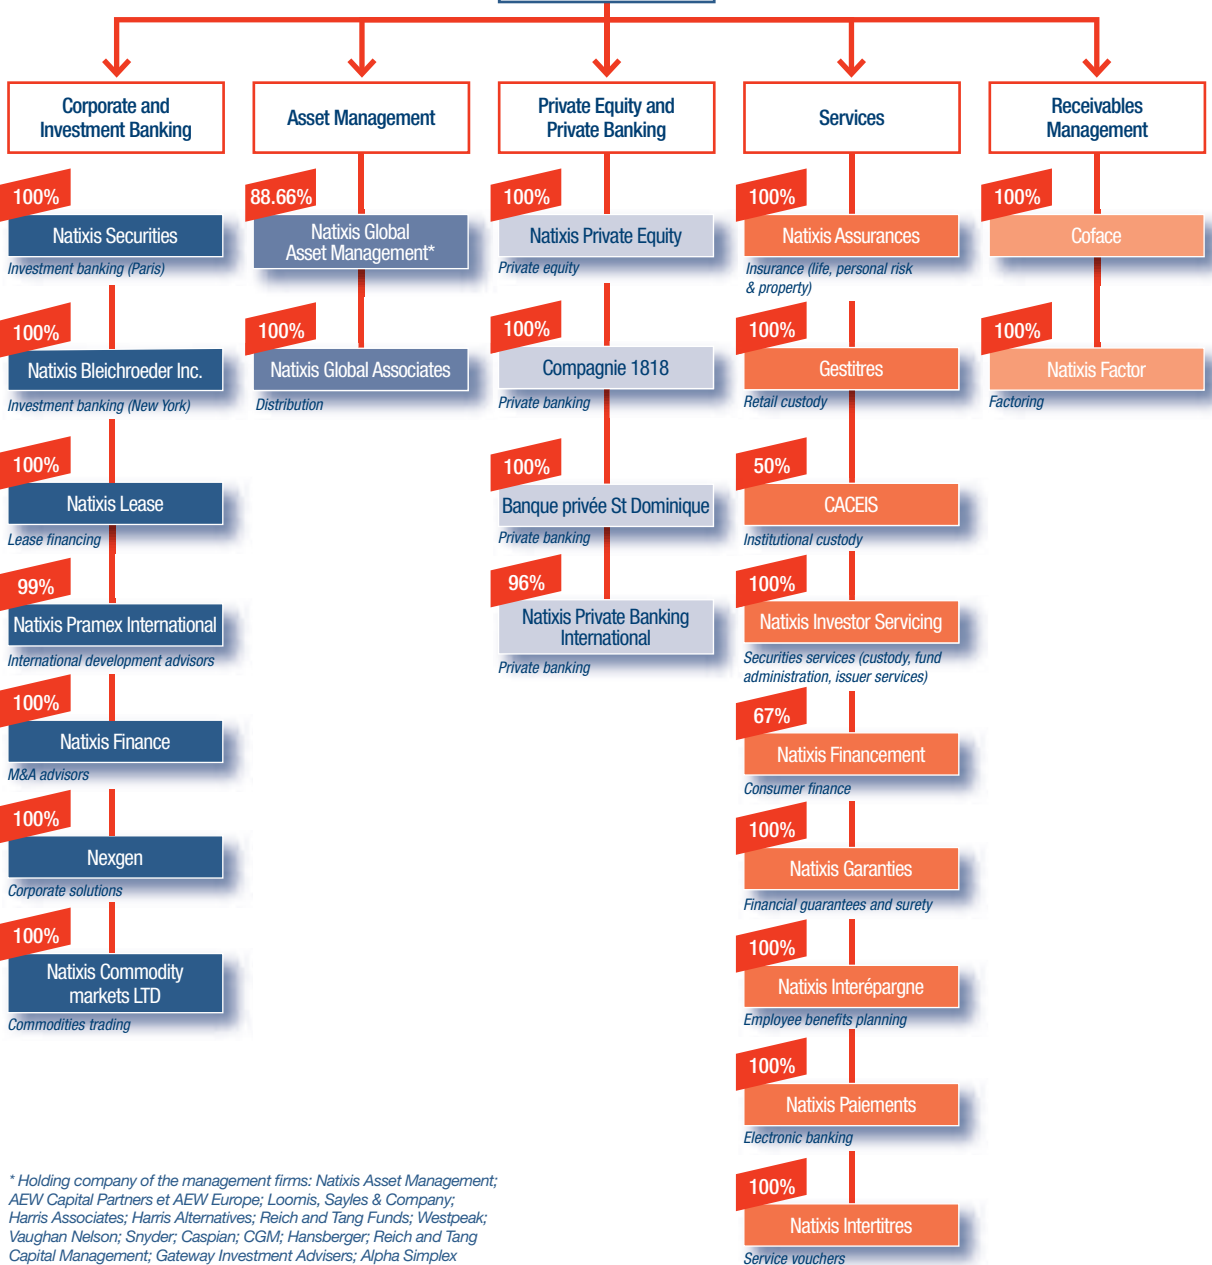 Corporate and
Investment Banking
100%
Natixis Securities
Investment banking (Paris)
100%
Natixis Bleichroeder Inc.
Investment banking (New York)
100%
Natixis Lease
Lease financing
99%
Natixis Pramex International
International development advisors
100%
Natixis Finance
M&A advisors
100%
Nexgen
Corporate solutions
100%
Natixis Commodity
markets LTD
Commodities trading
Asset Management
88.66%
Natixis Global
Asset Management*
100%
Natixis Global Associates
Distribution
Private Equity and
Private Banking
100%
Natixis Private Equity
Private equity
100%
Compagnie 1818
Private banking
100%
Banque privée St Dominique
Private banking
96%
Natixis Private Banking
International
Private banking
Services
100%
Natixis Assurances
Insurance (life, personal risk
& property)
100%
Gestitres
Retail custody
50%
CACEIS
Institutional custody
100%
Natixis Investor Servicing
Securities services (custody, fund
administration, issuer services)
67%
Natixis Financement
Consumer finance
100%
Natixis Garanties
Financial guarantees and surety
100%
Natixis Interépargne
Employee benefits planning
100%
Natixis Paiements
Electronic banking
100%
Natixis Intertitres
Service vouchers
Receivables
Management
100%
Coface
100%
Natixis Factor
Factoring
* Holding company of the management firms: Natixis Asset Management;
AEW Capital Partners et AEW Europe; Loomis, Sayles & Company;
Harris Associates; Harris Alternatives; Reich and Tang Funds; Westpeak;
Vaughan Nelson; Snyder; Caspian; CGM; Hansberger; Reich and Tang
Capital Management; Gateway Investment Advisers; Alpha Simplex